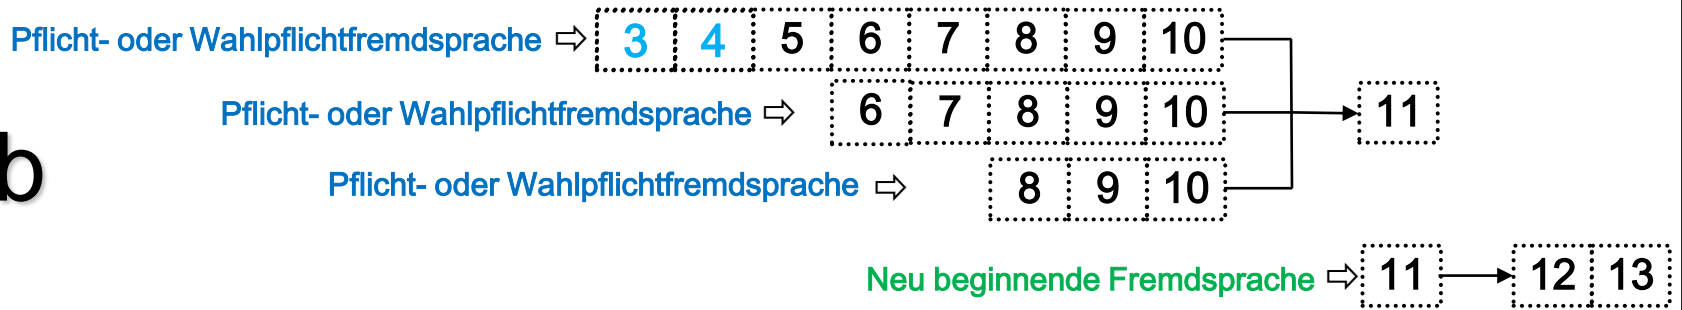 Pflicht- oder Wahlpflichtfremdsprache ⇨ 3 4 5 6 7 8 9 10
Pflicht- oder Wahlpflichtfremdsprache ⇨ 6 7 8 9 10 11
b
Pflicht- oder Wahlpflichtfremdsprache ⇨ 8 9 10
Neu beginnende Fremdsprache ⇨ 11 12 13